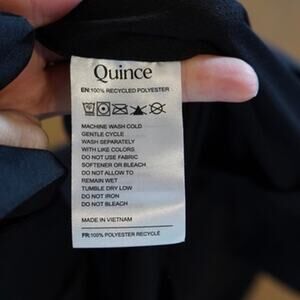 Quince
EN:100% RECYCLED POLYESTER
MACHINE WASH COLD
GENTLE CYCLE
WASH SEPARATELY
WITH LIKE COLORS
DO NOT USE FABRIC
SOFTENER OR BLEACH
DO NOT ALLOW TO
REMAIN WET
TUMBLE DRY LOW
DO NOT IRON
DO NOT BLEACH
MADE IN VIETNAM
FR:100% POLYESTER RECYCLÉ